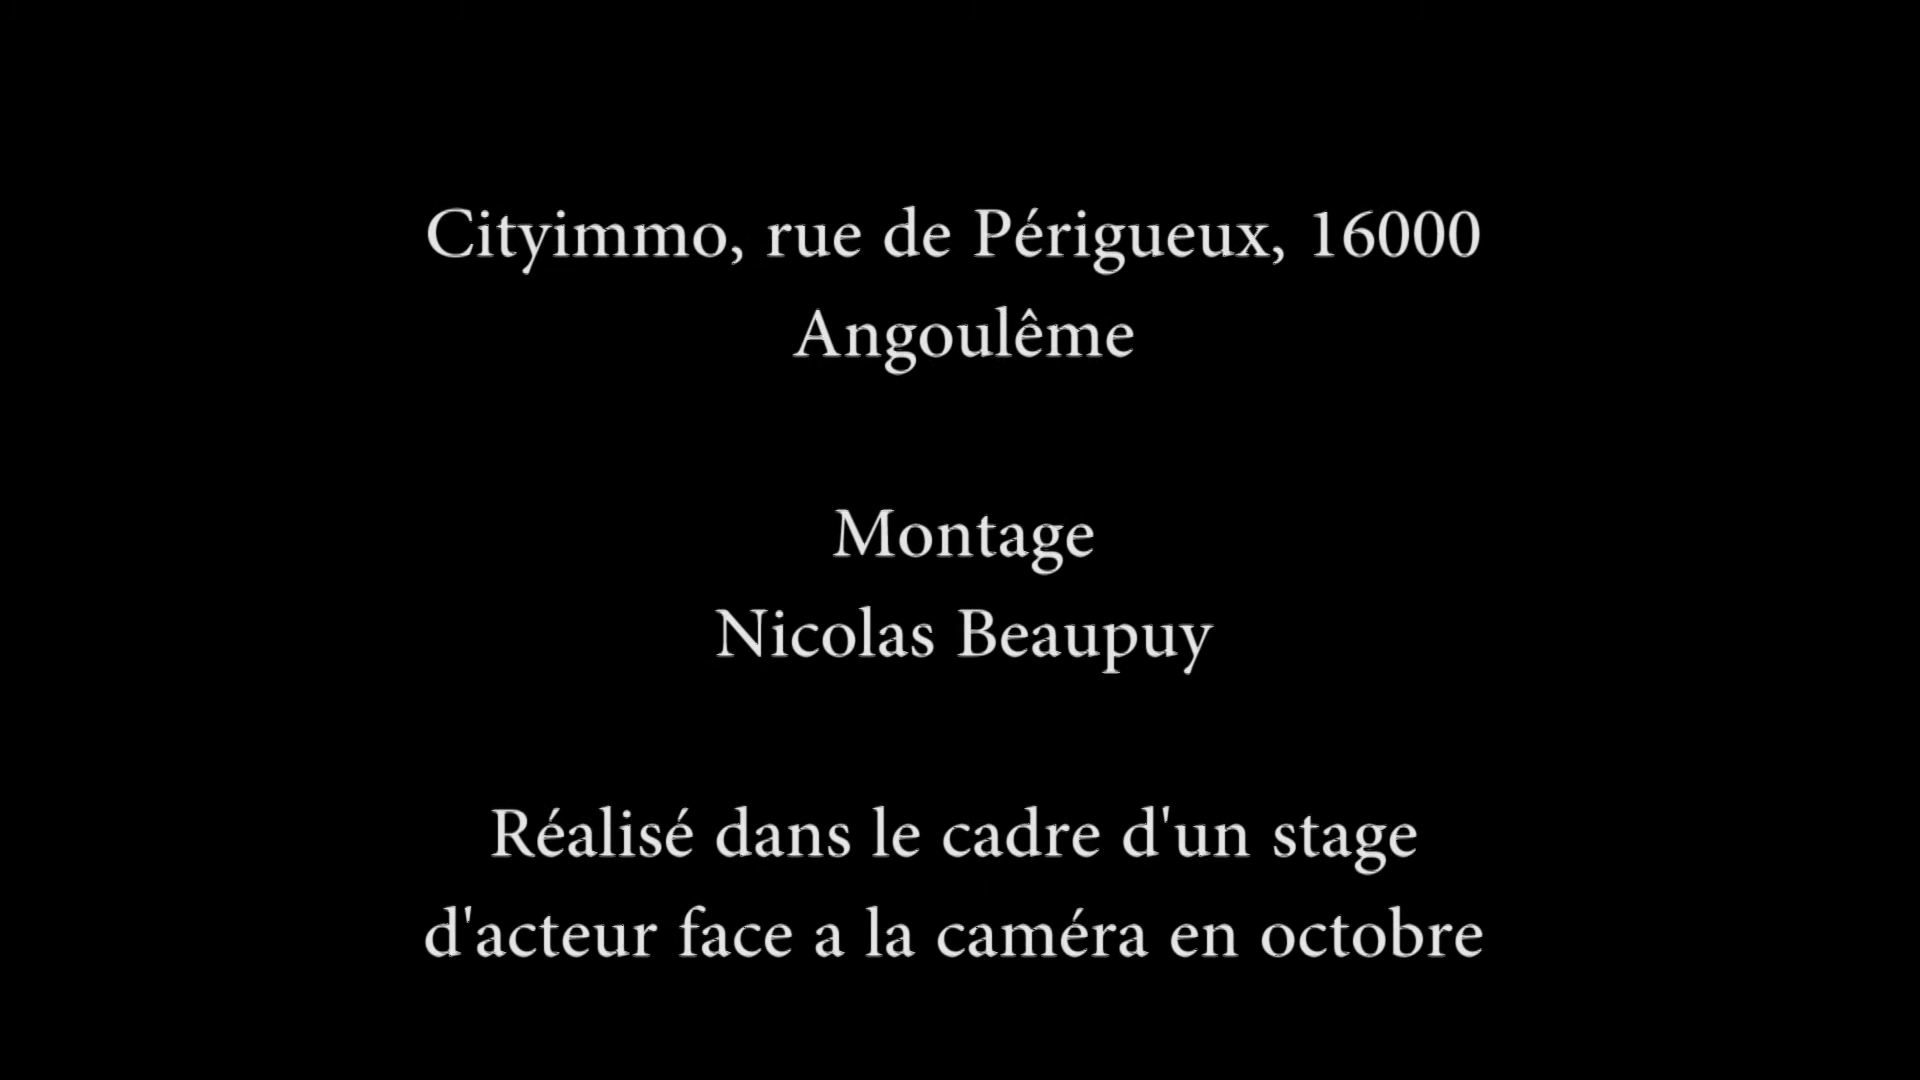 Cityimmo, rue de Périgueux, 16000
Angoulême
Montage
Nicolas Beaupuy
Réalisé dans le cadre d'un stage
d'acteur face a la caméra en octobre